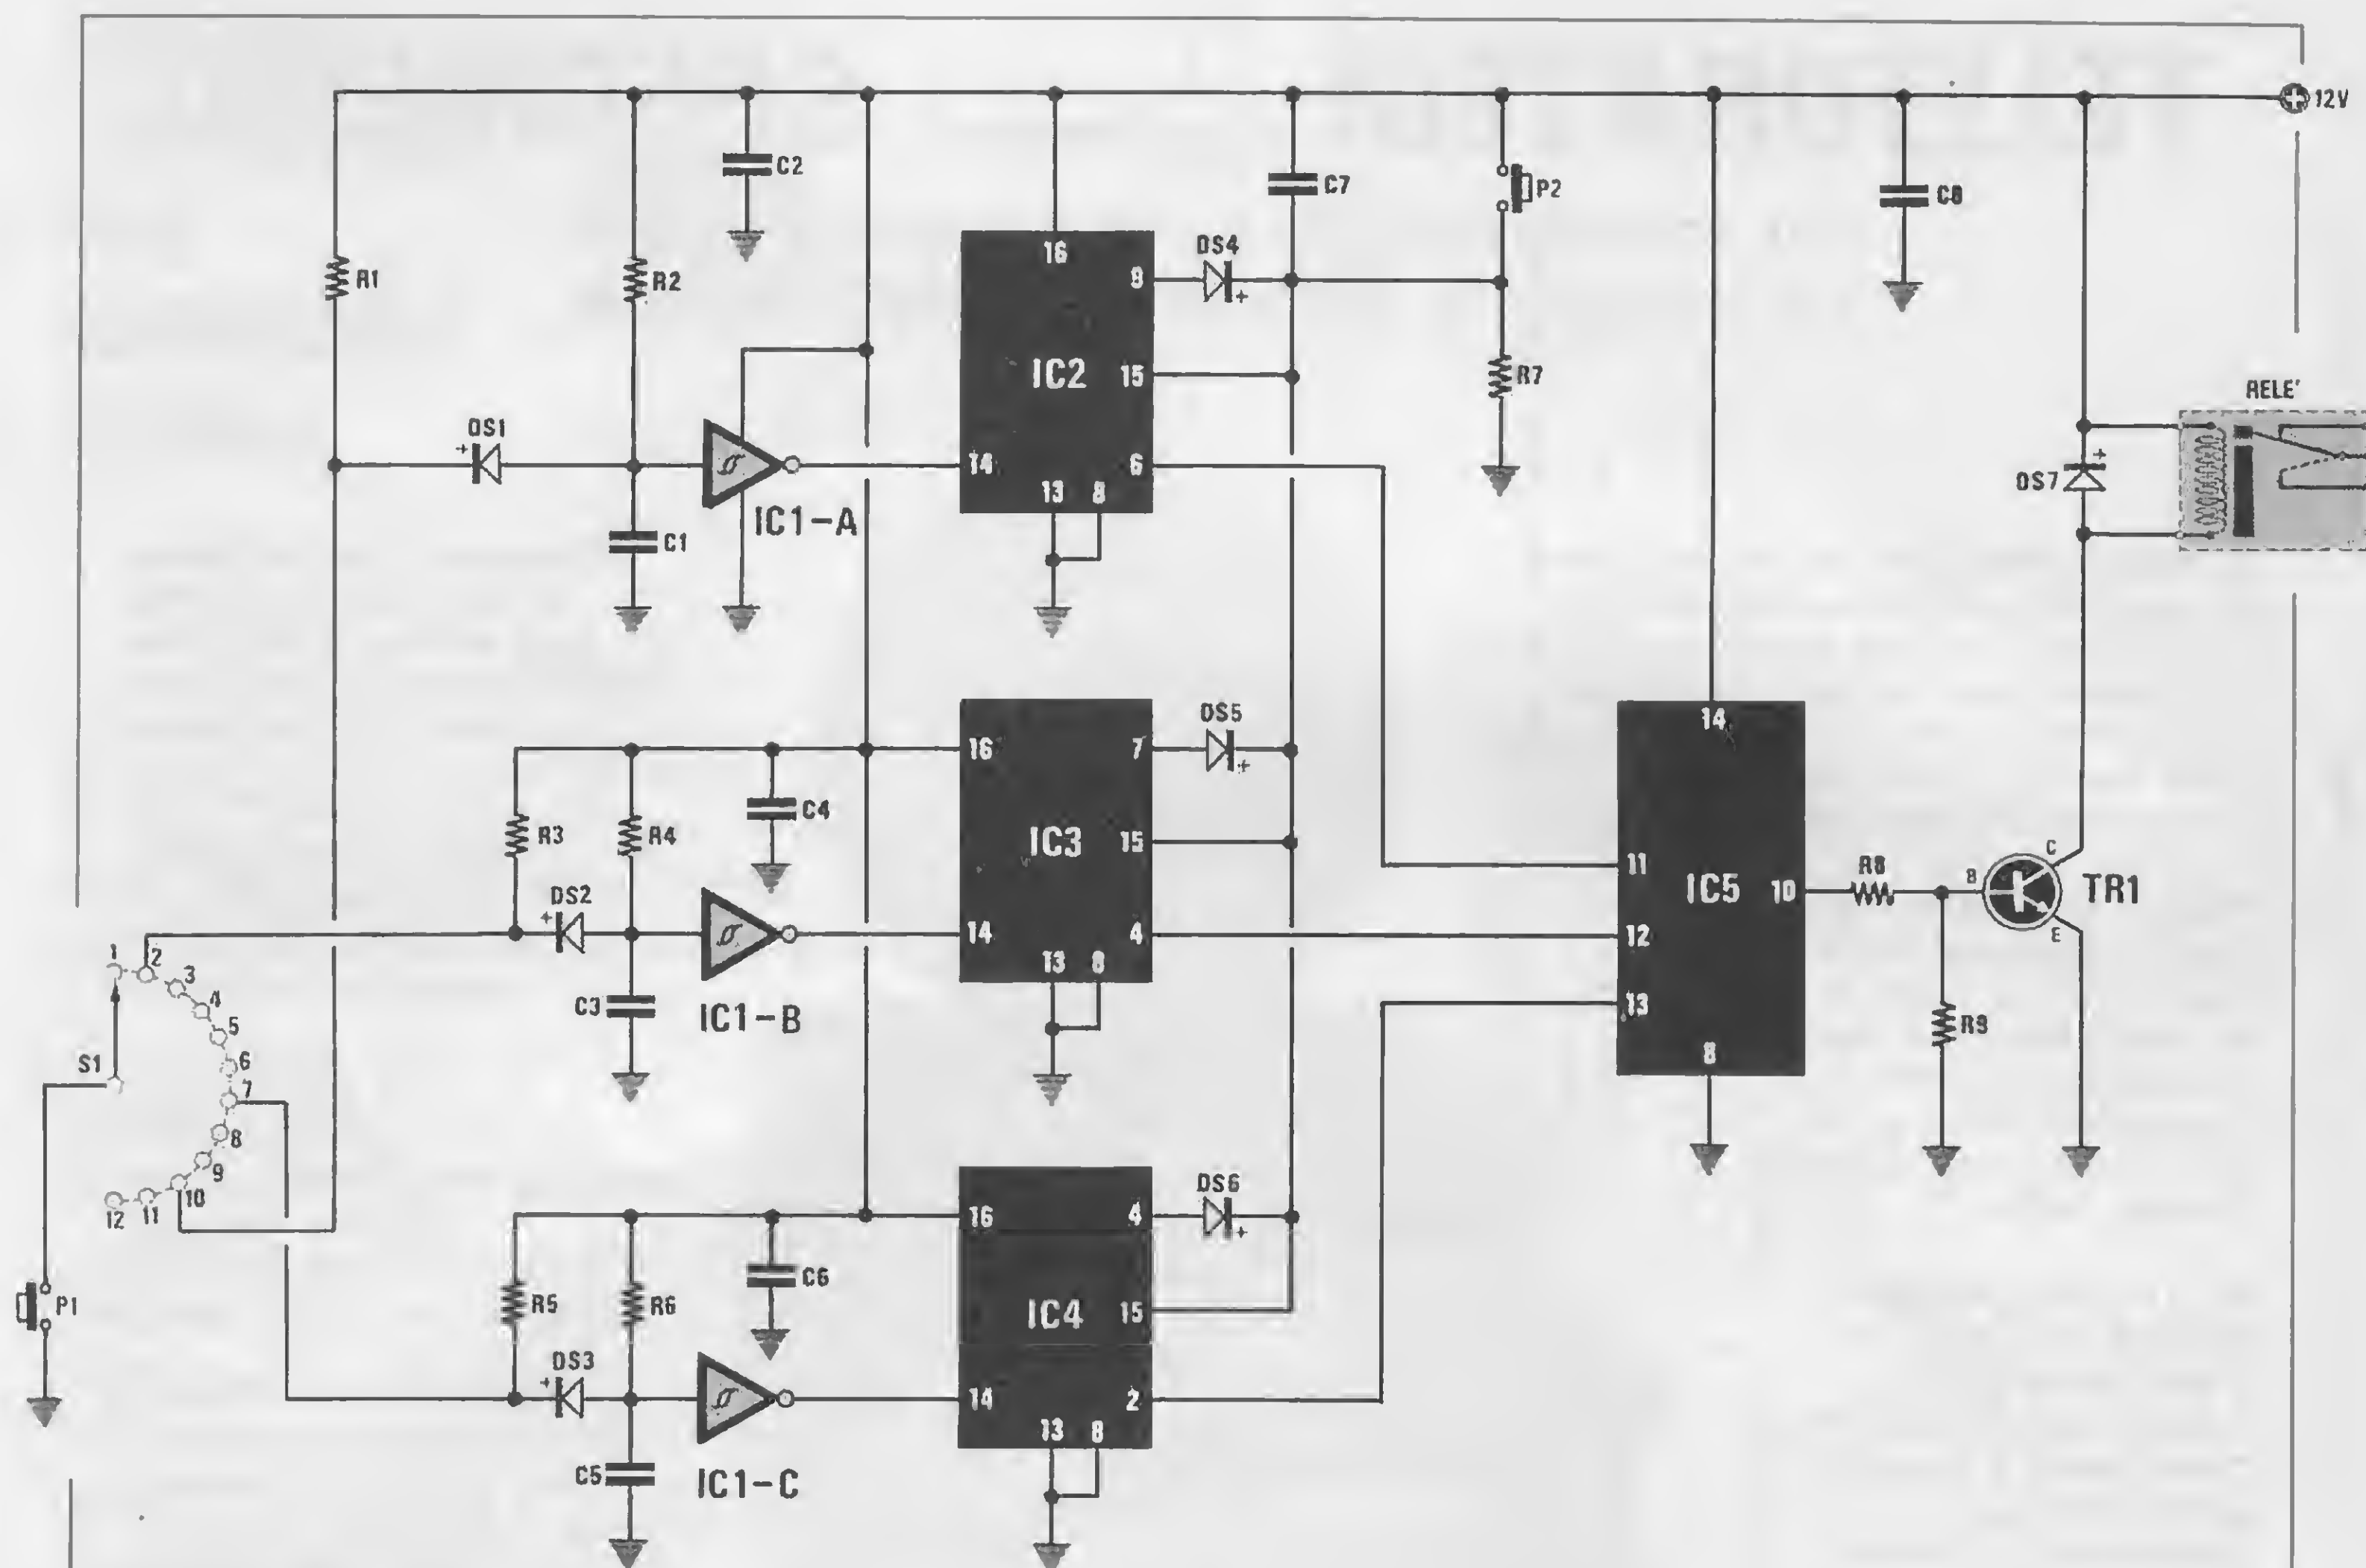 12V
C2
C7
P2
C8
R1
R2
16
9
DS4
+
IC2
15
R7
RELE'
DS1
+
14
6
DS7
+
13 8
IC1-A
C1
16
7
DS5
+
14
R3
R4
C4
IC3
15
11
IC5
10
R8
B
C
E
TR1
DS2
+
14
4
12
13 8
C3
IC1-B
13
R9
8
1
2
3
4
5
6
7
8
9
10
11
12
S1
16
4
DS6
+
P1
R5
R6
C6
IC4
15
DS3
+
14
2
13 8
C5
IC1-C